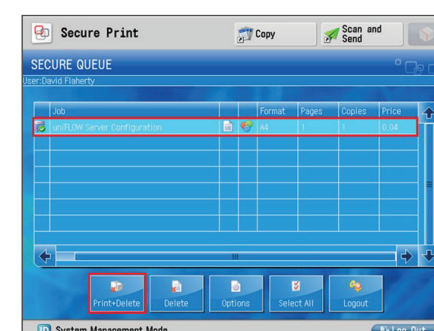 Secure Print
Copy
Scan and
Send
SECURE QUEUE
User:David Flaherty
Job Format Pages Copies Price
uniFLOW Server Configuration A4 1 1 0.04
Print+Delete Delete Options Select All Logout
ID System Management Mode Log Out